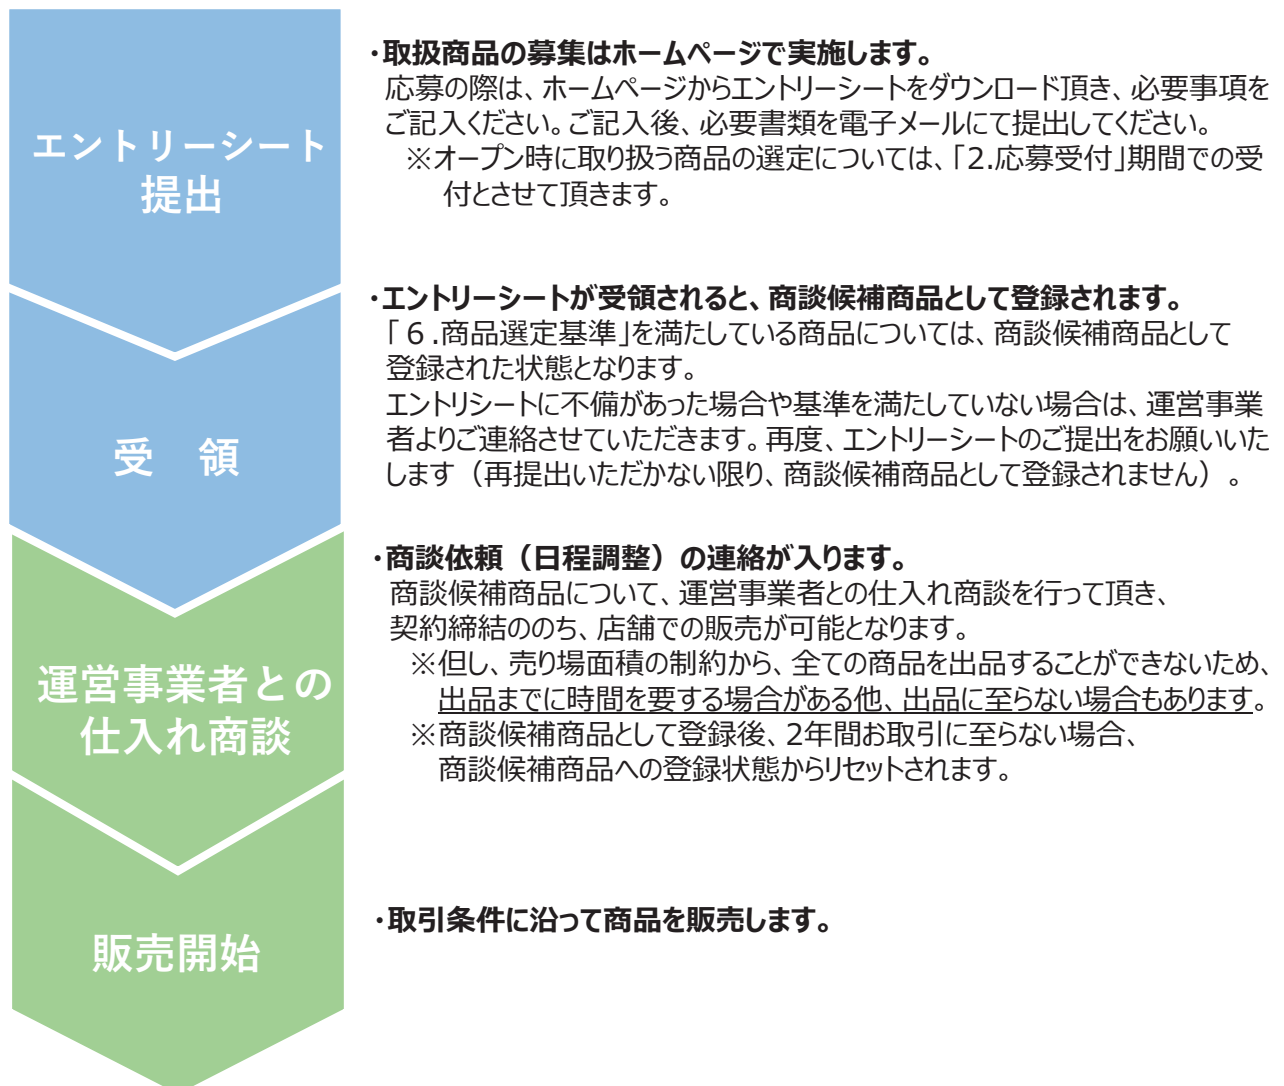 エントリーシート
提出
・取扱商品の募集はホームページで実施します。
応募の際は、ホームページからエントリーシートをダウンロード頂き、必要事項を
ご記入ください。ご記入後、必要書類を電子メールにて提出してください。
※オープン時に取り扱う商品の選定については、「2.応募受付」期間での受
付とさせて頂きます。
受　領
・エントリーシートが受領されると、商談候補商品として登録されます。
「６.商品選定基準」を満たしている商品については、商談候補商品として
登録された状態となります。
エントリシートに不備があった場合や基準を満たしていない場合は、運営事業
者よりご連絡させていただきます。再度、エントリーシートのご提出をお願いいた
します（再提出いただかない限り、商談候補商品として登録されません）。
運営事業者との
仕入れ商談
・商談依頼（日程調整）の連絡が入ります。
商談候補商品について、運営事業者との仕入れ商談を行って頂き、
契約締結ののち、店舗での販売が可能となります。
※但し、売り場面積の制約から、全ての商品を出品することができないため、
出品までに時間を要する場合がある他、出品に至らない場合もあります。
※商談候補商品として登録後、2年間お取引に至らない場合、
商談候補商品への登録状態からリセットされます。
販売開始
・取引条件に沿って商品を販売します。